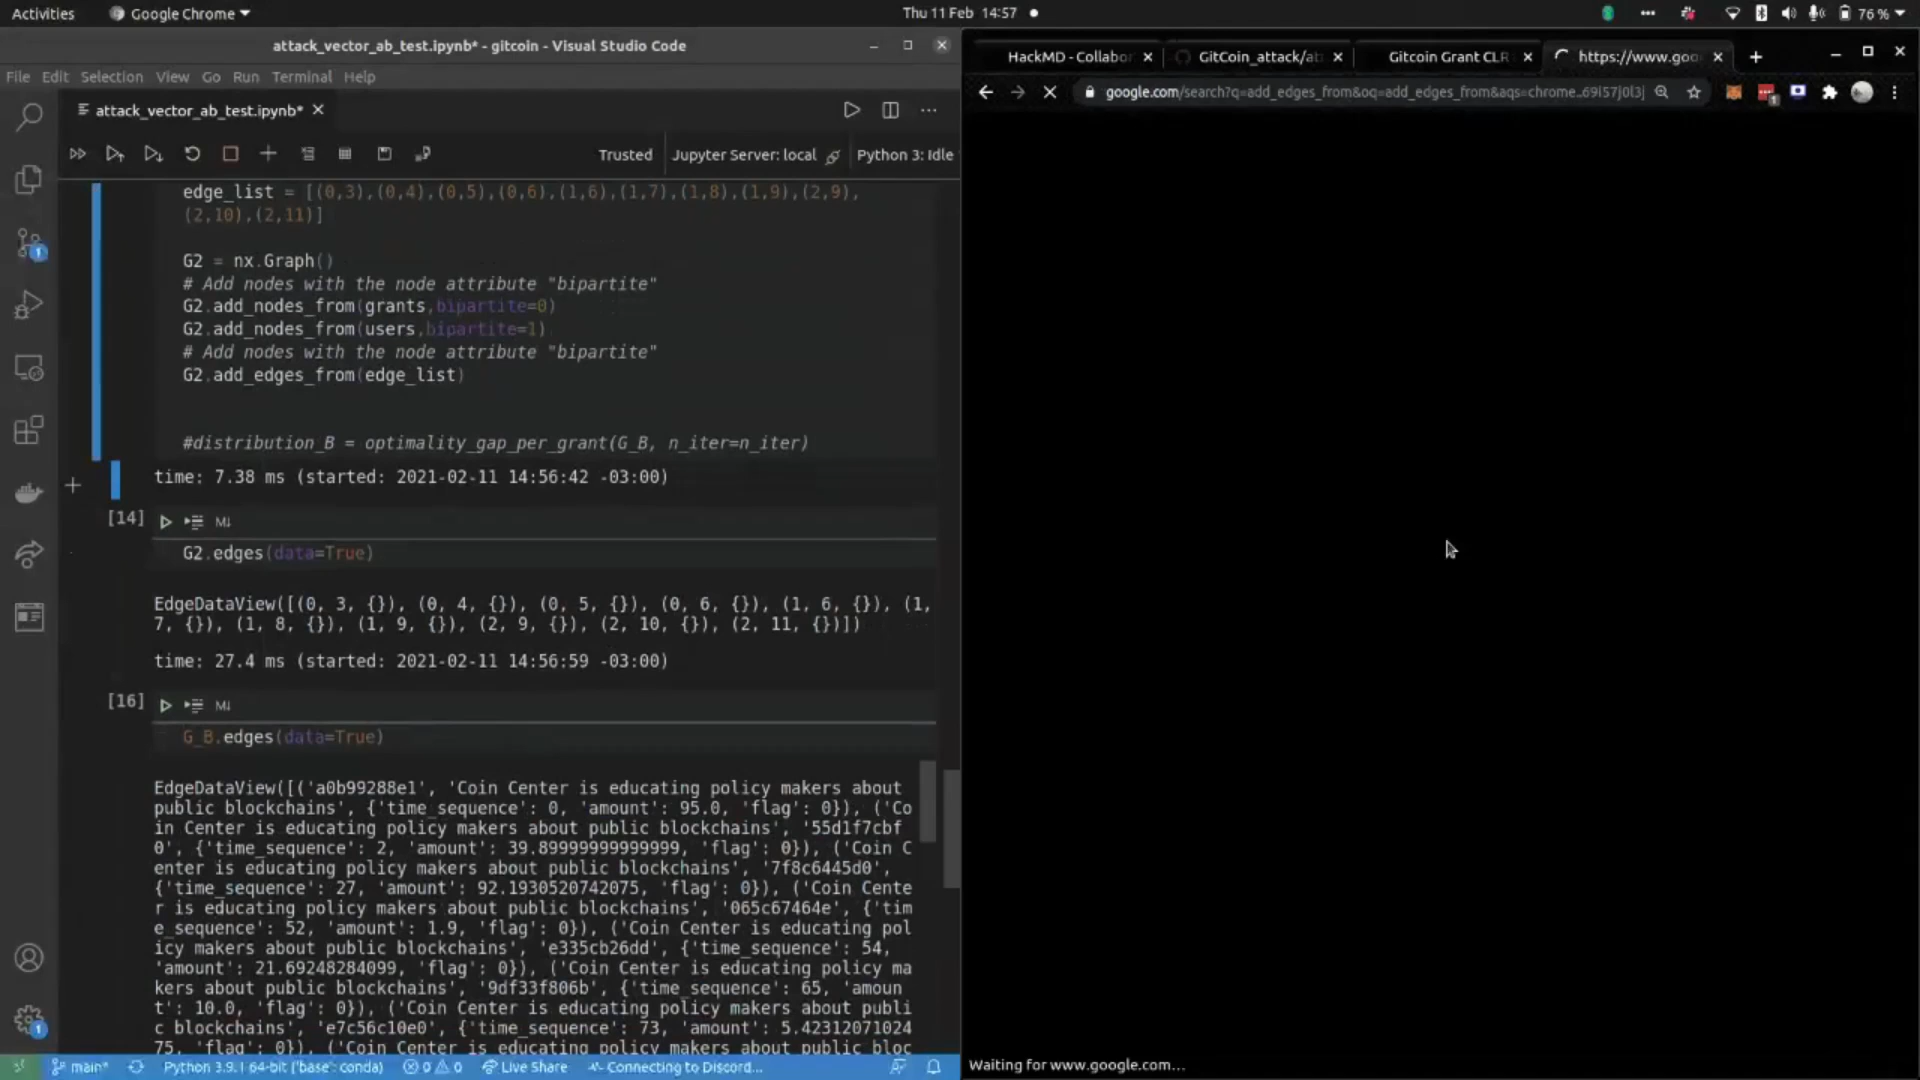 Activities
Google Chrome
Thu 11 Feb 14:57
76 %
attack_vector_ab_test.ipynb* - gitcoin - Visual Studio Code
File Edit Selection View Go Run Terminal Help
attack_vector_ab_test.ipynb*
Trusted
Jupyter Server: local
Python 3: Idle
edge_list = [(0,3),(0,4),(0,5),(0,6),(1,6),(1,7),(1,8),(1,9),(2,9),
(2,10),(2,11)]
G2 = nx.Graph()
# Add nodes with the node attribute "bipartite"
G2.add_nodes_from(grants,bipartite=0)
G2.add_nodes_from(users,bipartite=1)
# Add nodes with the node attribute "bipartite"
G2.add_edges_from(edge_list)
#distribution_B = optimality_gap_per_grant(G_B, n_iter=n_iter)
time: 7.38 ms (started: 2021-02-11 14:56:42 -03:00)
[14]
M↓
G2.edges(data=True)
EdgeDataView([(0, 3, {}), (0, 4, {}), (0, 5, {}), (0, 6, {}), (1, 6, {}), (1,
7, {}), (1, 8, {}), (1, 9, {}), (2, 9, {}), (2, 10, {}), (2, 11, {})])
time: 27.4 ms (started: 2021-02-11 14:56:59 -03:00)
[16]
M↓
G_B.edges(data=True)
EdgeDataView([('a0b99288e1', 'Coin Center is educating policy makers about
public blockchains', {'time_sequence': 0, 'amount': 95.0, 'flag': 0}), ('Co
in Center is educating policy makers about public blockchains', '55d1f7cbf
0', {'time_sequence': 2, 'amount': 39.89999999999999, 'flag': 0}), ('Coin C
enter is educating policy makers about public blockchains', '7f8c6445d0',
{'time_sequence': 27, 'amount': 92.1930520742075, 'flag': 0}), ('Coin Cente
r is educating policy makers about public blockchains', '065c67464e', {'tim
e_sequence': 52, 'amount': 1.9, 'flag': 0}), ('Coin Center is educating pol
icy makers about public blockchains', 'e335cb26dd', {'time_sequence': 54,
'amount': 21.69248284099, 'flag': 0}), ('Coin Center is educating policy ma
kers about public blockchains', '9df33f806b', {'time_sequence': 65, 'amoun
t': 10.0, 'flag': 0}), ('Coin Center is educating policy makers about publi
c blockchains', 'e7c56c10e0', {'time_sequence': 73, 'amount': 5.42312071024
75, 'flag': 0}), ('Coin Center is educating policy makers about public bloc
main*
Python 3.9.1 64-bit ('base': conda)
0 0
Live Share
Connecting to Discord...
HackMD - Collabor
GitCoin_attack/at
Gitcoin Grant CLR
https://www.goo
google.com/search?q=add_edges_from&oq=add_edges_from&aqs=chrome..69i57j0l3j
Waiting for www.google.com...